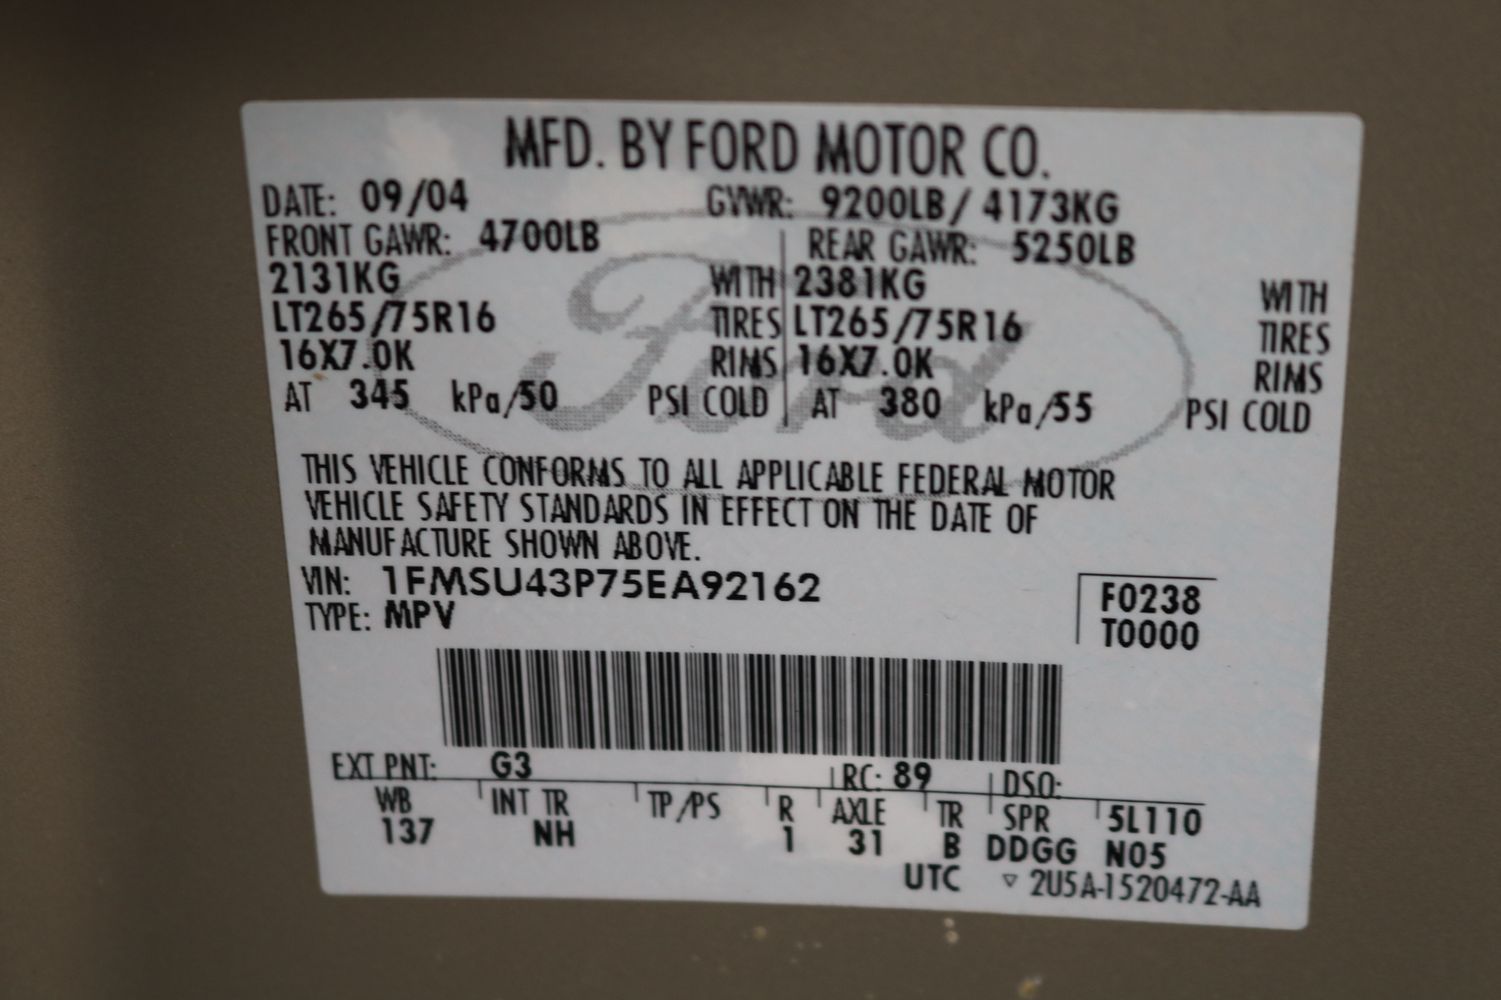 MFD. BY FORD MOTOR CO.
DATE: 09/04 GVWR: 9200LB / 4173KG
FRONT GAWR: 4700LB REAR GAWR: 5250LB
2131KG WITH 2381KG WITH
LT265/75R16 TIRES LT265/75R16 TIRES
16X7.0K RIMS 16X7.0K RIMS
AT 345 kPa/50 PSI COLD AT 380 kPa/55 PSI COLD
Ford
THIS VEHICLE CONFORMS TO ALL APPLICABLE FEDERAL MOTOR
VEHICLE SAFETY STANDARDS IN EFFECT ON THE DATE OF
MANUFACTURE SHOWN ABOVE.
VIN: 1FMSU43P75EA92162
TYPE: MPV
F0238
T0000
EXT PNT: G3 RC: 89 DSO:
WB INT TR TP/PS R AXLE TR SPR 5L110
137 NH 1 31 B DDGG N05
UTC ▽ 2U5A-1520472-AA